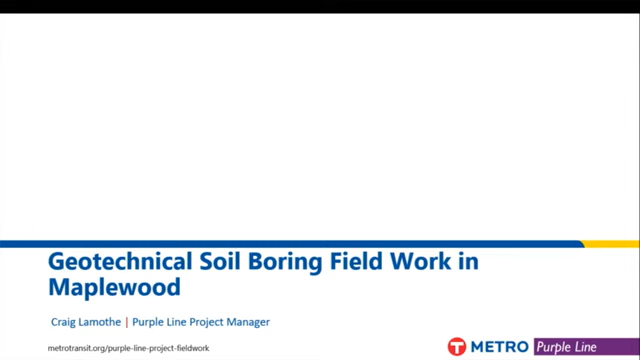 Geotechnical Soil Boring Field Work in
Maplewood
Craig Lamothe | Purple Line Project Manager
metrotransit.org/purple-line-project-fieldwork
T METRO Purple Line